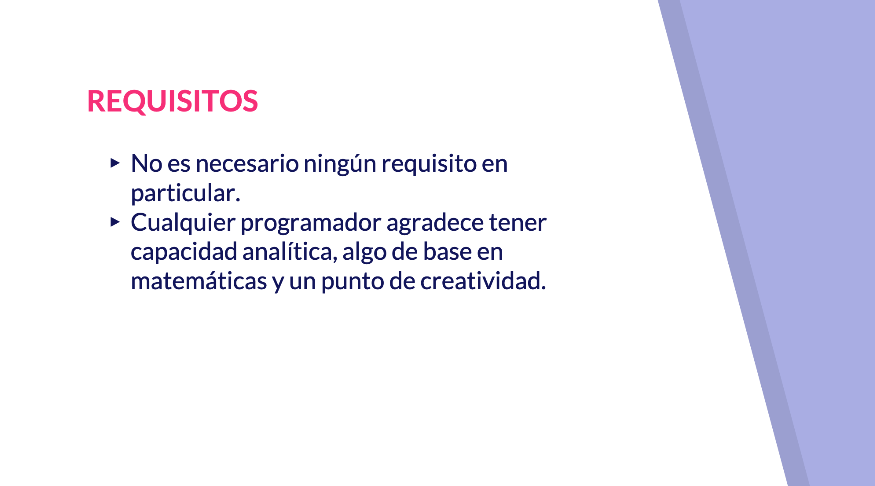 REQUISITOS
▸ No es necesario ningún requisito en
particular.
▸ Cualquier programador agradece tener
capacidad analítica, algo de base en
matemáticas y un punto de creatividad.